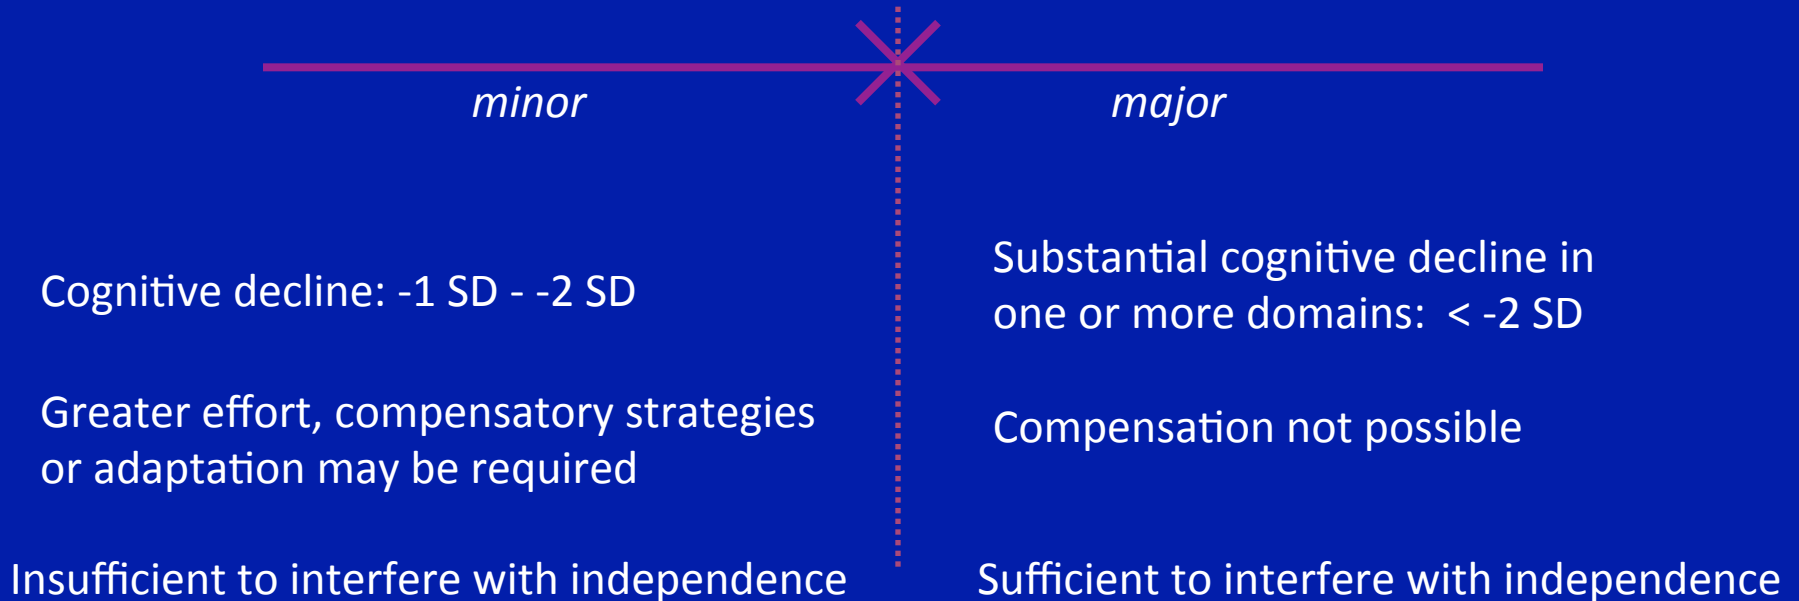 minor
major
Cognitive decline: -1 SD - -2 SD
Greater effort, compensatory strategies
or adaptation may be required
Insufficient to interfere with independence
Substantial cognitive decline in
one or more domains:  < -2 SD
Compensation not possible
Sufficient to interfere with independence